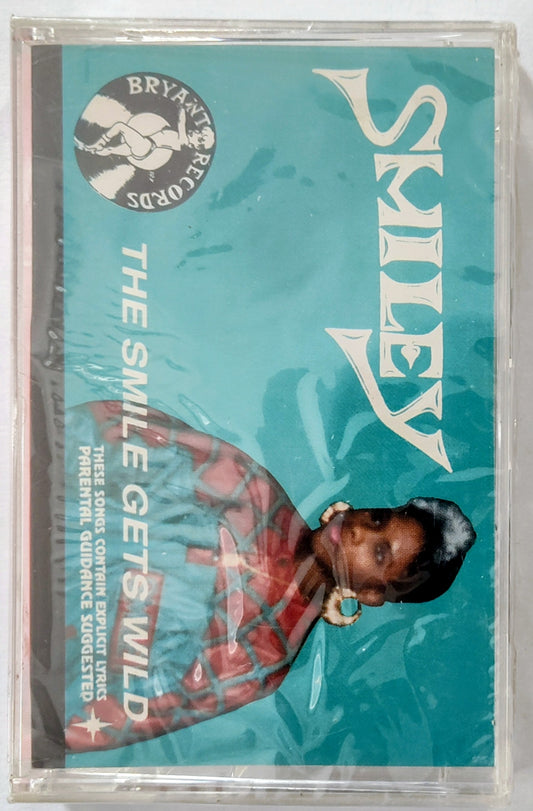 SMILEY
BRYANT RECORDS
THE SMILE GETS WILD
THESE SONGS CONTAIN EXPLICIT LYRICS
PARENTAL GUIDANCE SUGGESTED